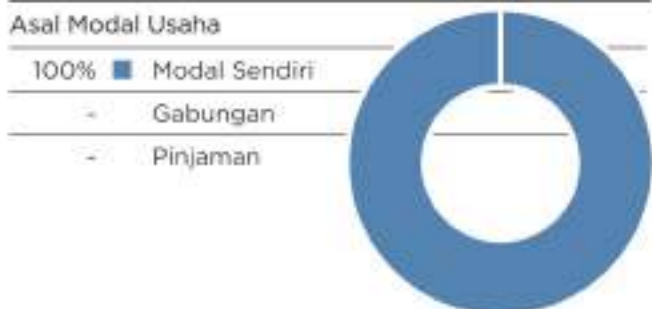 Asal Modal Usaha
100% Modal Sendiri
- Gabungan
- Pinjaman